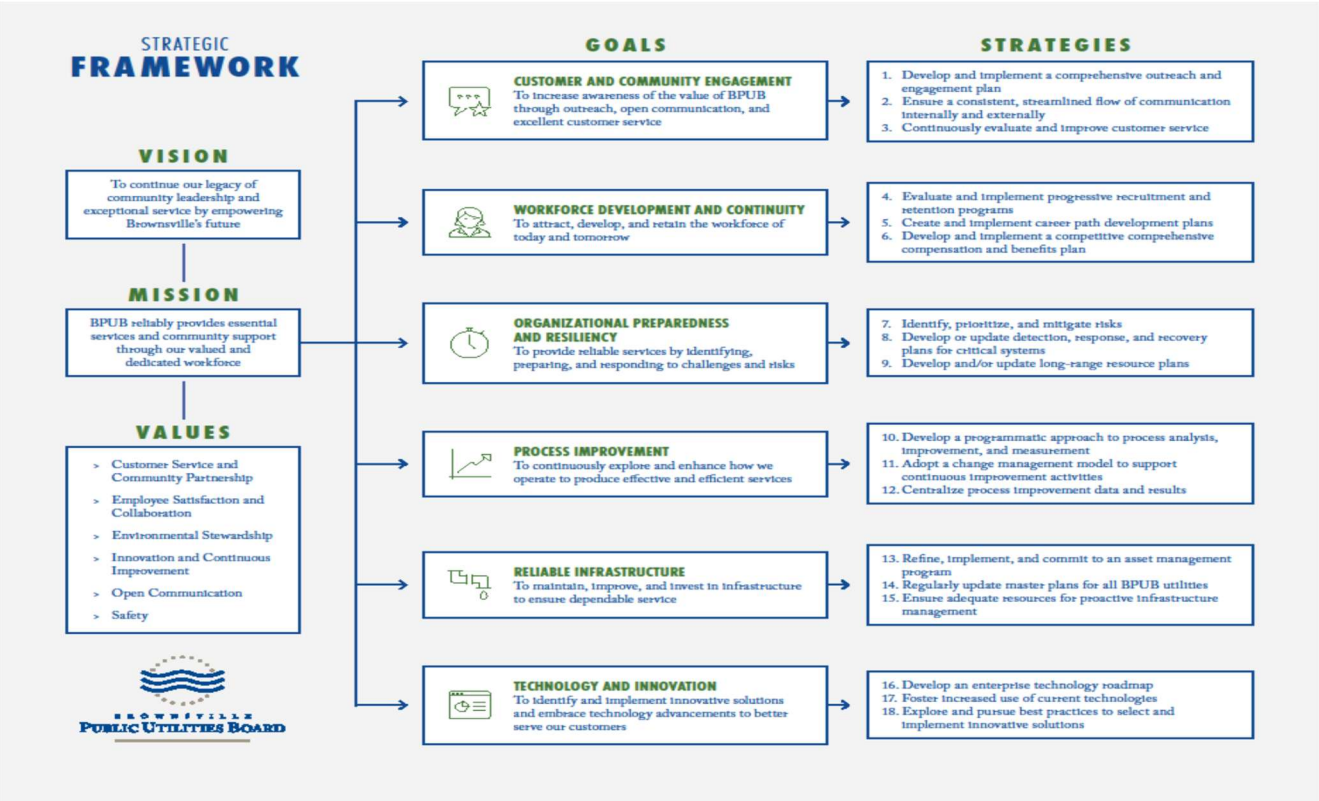 STRATEGIC
FRAMEWORK
VISION
To continue our legacy of
community leadership and
exceptional service by empowering
Brownsville's future
MISSION
BPUB reliably provides essential
services and community support
through our valued and
dedicated workforce
VALUES
> Customer Service and
Community Partnership
> Employee Satisfaction and
Collaboration
> Environmental Stewardship
> Innovation and Continuous
Improvement
> Open Communication
> Safety
BROWNSVILLE
PUBLIC UTILITIES BOARD
GOALS
CUSTOMER AND COMMUNITY ENGAGEMENT
To increase awareness of the value of BPUB
through outreach, open communication, and
excellent customer service
WORKFORCE DEVELOPMENT AND CONTINUITY
To attract, develop, and retain the workforce of
today and tomorrow
ORGANIZATIONAL PREPAREDNESS
AND RESILIENCY
To provide reliable services by identifying,
preparing, and responding to challenges and risks
PROCESS IMPROVEMENT
To continuously explore and enhance how we
operate to produce effective and efficient services
RELIABLE INFRASTRUCTURE
To maintain, improve, and invest in infrastructure
to ensure dependable service
TECHNOLOGY AND INNOVATION
To identify and implement innovative solutions
and embrace technology advancements to better
serve our customers
STRATEGIES
1. Develop and implement a comprehensive outreach and
engagement plan
2. Ensure a consistent, streamlined flow of communication
internally and externally
3. Continuously evaluate and improve customer service
4. Evaluate and implement progressive recruitment and
retention programs
5. Create and implement career path development plans
6. Develop and implement a competitive comprehensive
compensation and benefits plan
7. Identify, prioritize, and mitigate risks
8. Develop or update detection, response, and recovery
plans for critical systems
9. Develop and/or update long-range resource plans
10. Develop a programmatic approach to process analysis,
improvement, and measurement
11. Adopt a change management model to support
continuous improvement activities
12. Centralize process improvement data and results
13. Refine, implement, and commit to an asset management
program
14. Regularly update master plans for all BPUB utilities
15. Ensure adequate resources for proactive infrastructure
management
16. Develop an enterprise technology roadmap
17. Foster increased use of current technologies
18. Explore and pursue best practices to select and
implement innovative solutions